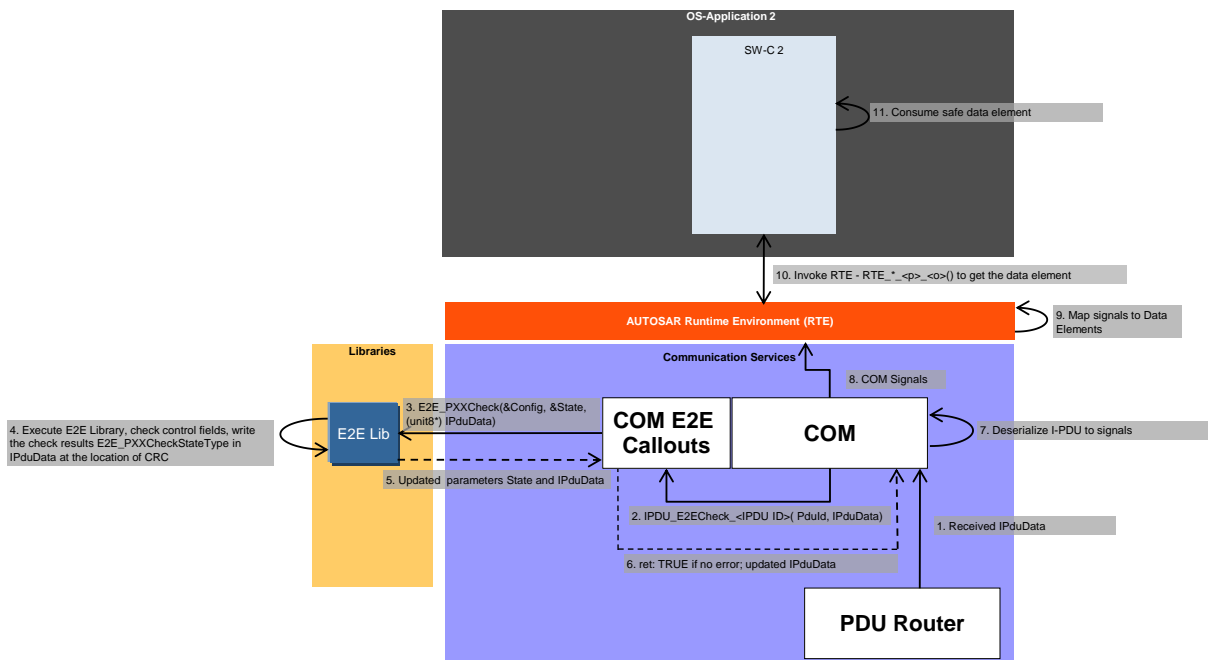 OS-Application 2
SW-C 2
11. Consume safe data element
10. Invoke RTE - RTE_*_<p>_<o>() to get the data element
AUTOSAR Runtime Environment (RTE)
9. Map signals to Data
Elements
Libraries
Communication Services
8. COM Signals
3. E2E_PXXCheck(&Config, &State,
(unit8*) IPduData)
4. Execute E2E Library, check control fields, write
the check results E2E_PXXCheckStateType in
IPduData at the location of CRC
E2E Lib
COM E2E
Callouts
COM
7. Deserialize I-PDU to signals
5. Updated parameters State and IPduData
2. IPDU_E2ECheck_<IPDU ID>( PduId, IPduData)
1. Received IPduData
6. ret: TRUE if no error; updated IPduData
PDU Router